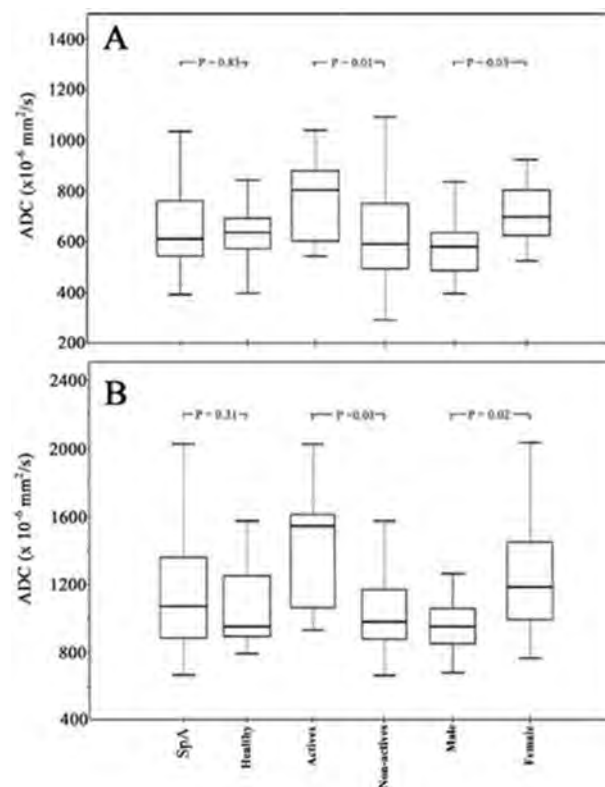 A
1400
P = 0.83
P = 0.01
P = 0.03
1200
1000
800
600
400
200
ADC (x10⁻⁶ mm²/s)
B
2400
P = 0.31
P =0.01
P = 0.02
2000
1600
1200
800
400
ADC (x 10⁻⁶ mm²/s)
SpA
Healthy
Actives
Non-actives
Male
Female